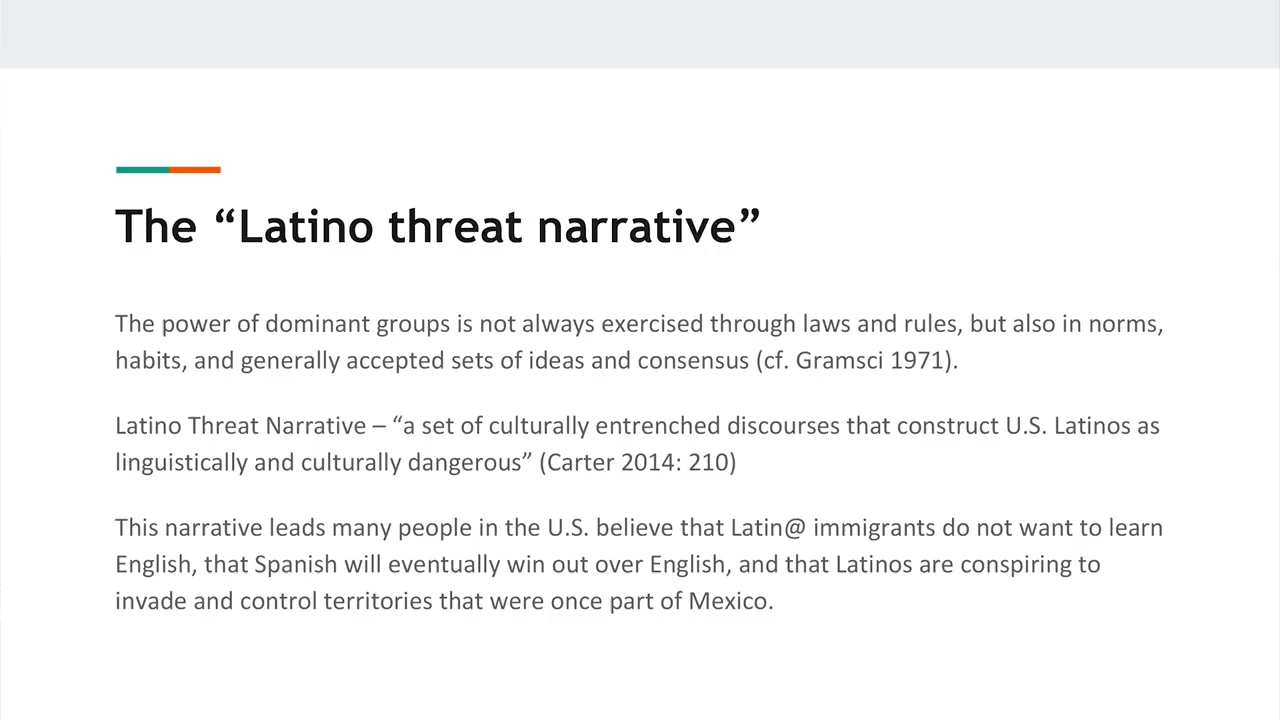 The “Latino threat narrative”
The power of dominant groups is not always exercised through laws and rules, but also in norms,
habits, and generally accepted sets of ideas and consensus (cf. Gramsci 1971).
Latino Threat Narrative – “a set of culturally entrenched discourses that construct U.S. Latinos as
linguistically and culturally dangerous” (Carter 2014: 210)
This narrative leads many people in the U.S. believe that Latin@ immigrants do not want to learn
English, that Spanish will eventually win out over English, and that Latinos are conspiring to
invade and control territories that were once part of Mexico.